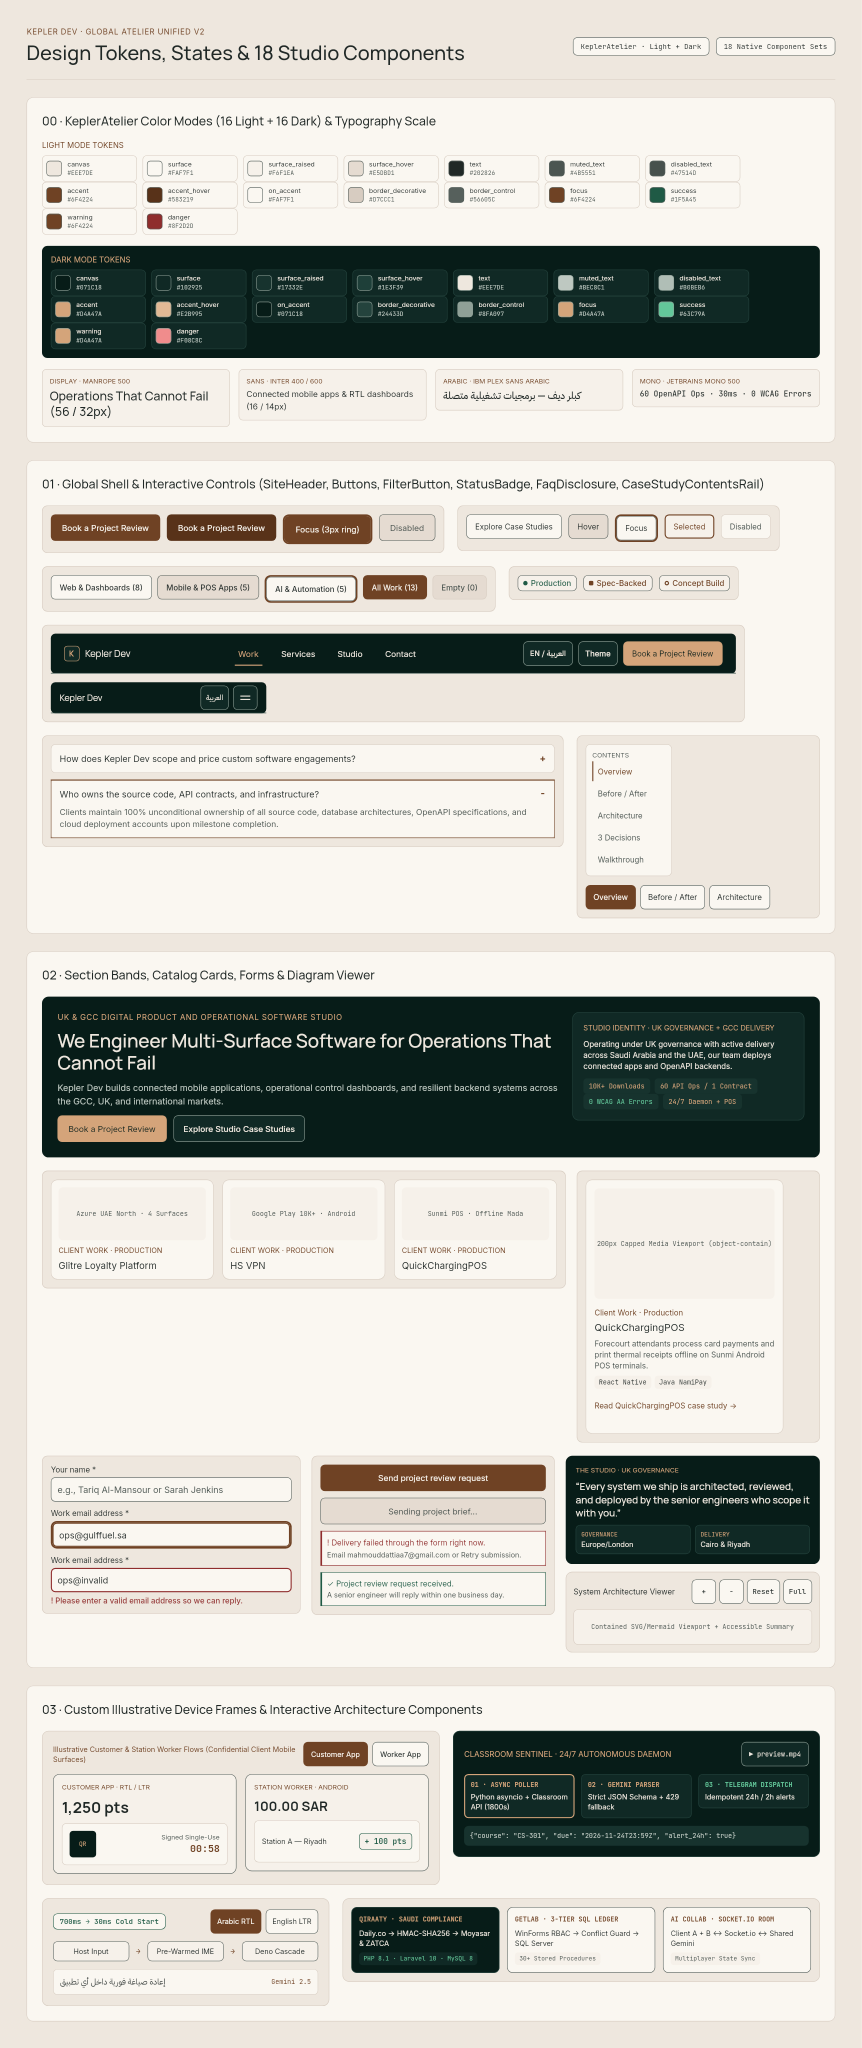 KEPLER DEV · GLOBAL ATELIER UNIFIED V2
Design Tokens, States & 18 Studio Components
KeplerAtelier · Light + Dark
18 Native Component Sets
00 · KeplerAtelier Color Modes (16 Light + 16 Dark) & Typography Scale
LIGHT MODE TOKENS
canvas
#EEE7DE
surface
#FAF7F1
surface_raised
#F6F1EA
surface_hover
#E5DBD1
text
#202826
muted_text
#4B5551
disabled_text
#47514D
accent
#6F4224
accent_hover
#583219
on_accent
#FAF7F1
border_decorative
#D7CCC1
border_control
#56605C
focus
#6F4224
success
#1F5A45
warning
#6F4224
danger
#8F2D2D
DARK MODE TOKENS
canvas
#071C18
surface
#102925
surface_raised
#17332E
surface_hover
#1E3F39
text
#EEE7DE
muted_text
#BEC8C1
disabled_text
#B0BEB6
accent
#D4A47A
accent_hover
#E2B995
on_accent
#071C18
border_decorative
#24433D
border_control
#8FA097
focus
#D4A47A
success
#63C79A
warning
#D4A47A
danger
#F08C8C
DISPLAY · MANROPE 500
Operations That Cannot Fail
(56 / 32px)
SANS · INTER 400 / 600
Connected mobile apps & RTL dashboards
(16 / 14px)
ARABIC · IBM PLEX SANS ARABIC
كبلر ديف — برمجيات تشغيلية متصلة
MONO · JETBRAINS MONO 500
60 OpenAPI Ops · 30ms · 0 WCAG Errors
01 · Global Shell & Interactive Controls (SiteHeader, Buttons, FilterButton, StatusBadge, FaqDisclosure, CaseStudyContentsRail)
Book a Project Review
Book a Project Review
Focus (3px ring)
Disabled
Explore Case Studies
Hover
Focus
Selected
Disabled
Web & Dashboards (8)
Mobile & POS Apps (5)
AI & Automation (5)
All Work (13)
Empty (0)
Production
Spec-Backed
Concept Build
K
Kepler Dev
Work
Services
Studio
Contact
EN / العربية
Theme
Book a Project Review
Kepler Dev
العربية
How does Kepler Dev scope and price custom software engagements?
+
Who owns the source code, API contracts, and infrastructure?
-
Clients maintain 100% unconditional ownership of all source code, database architectures, OpenAPI specifications, and
cloud deployment accounts upon milestone completion.
CONTENTS
Overview
Before / After
Architecture
3 Decisions
Walkthrough
Overview
Before / After
Architecture
02 · Section Bands, Catalog Cards, Forms & Diagram Viewer
UK & GCC DIGITAL PRODUCT AND OPERATIONAL SOFTWARE STUDIO
We Engineer Multi-Surface Software for Operations That
Cannot Fail
Kepler Dev builds connected mobile applications, operational control dashboards, and resilient backend systems across
the GCC, UK, and international markets.
Book a Project Review
Explore Studio Case Studies
STUDIO IDENTITY · UK GOVERNANCE + GCC DELIVERY
Operating under UK governance with active delivery
across Saudi Arabia and the UAE, our team deploys
connected apps and OpenAPI backends.
10K+ Downloads
60 API Ops / 1 Contract
0 WCAG AA Errors
24/7 Daemon + POS
Azure UAE North · 4 Surfaces
CLIENT WORK · PRODUCTION
Glitre Loyalty Platform
Google Play 10K+ · Android
CLIENT WORK · PRODUCTION
HS VPN
Sunmi POS · Offline Mada
CLIENT WORK · PRODUCTION
QuickChargingPOS
200px Capped Media Viewport (object-contain)
Client Work · Production
QuickChargingPOS
Forecourt attendants process card payments and
print thermal receipts offline on Sunmi Android
POS terminals.
React Native
Java NamiPay
Read QuickChargingPOS case study →
Your name *
e.g., Tariq Al-Mansour or Sarah Jenkins
Work email address *
ops@gulffuel.sa
Work email address *
ops@invalid
! Please enter a valid email address so we can reply.
Send project review request
Sending project brief...
! Delivery failed through the form right now.
Email mahmouddattiaa7@gmail.com or Retry submission.
✓ Project review request received.
A senior engineer will reply within one business day.
THE STUDIO · UK GOVERNANCE
“Every system we ship is architected, reviewed,
and deployed by the senior engineers who scope it
with you.”
GOVERNANCE
Europe/London
DELIVERY
Cairo & Riyadh
System Architecture Viewer
+
-
Reset
Full
Contained SVG/Mermaid Viewport + Accessible Summary
03 · Custom Illustrative Device Frames & Interactive Architecture Components
Illustrative Customer & Station Worker Flows (Confidential Client Mobile
Surfaces)
Customer App
Worker App
CUSTOMER APP · RTL / LTR
1,250 pts
QR
Signed Single-Use
00:58
STATION WORKER · ANDROID
100.00 SAR
Station A — Riyadh
+ 100 pts
CLASSROOM SENTINEL · 24/7 AUTONOMOUS DAEMON
▶ preview.mp4
01 · ASYNC POLLER
Python asyncio + Classroom
API (1800s)
02 · GEMINI PARSER
Strict JSON Schema + 429
fallback
03 · TELEGRAM DISPATCH
Idempotent 24h / 2h alerts
{"course": "CS-301", "due": "2026-11-24T23:59Z", "alert_24h": true}
700ms → 30ms Cold Start
Arabic RTL
English LTR
Host Input
→
Pre-Warmed IME
→
Deno Cascade
إعادة صياغة فورية داخل أي تطبيق
Gemini 2.5
QIRAATY · SAUDI COMPLIANCE
Daily.co → HMAC-SHA256 → Moyasar
& ZATCA
PHP 8.1 · Laravel 10 · MySQL 8
GETLAB · 3-TIER SQL LEDGER
WinForms RBAC → Conflict Guard →
SQL Server
30+ Stored Procedures
AI COLLAB · SOCKET.IO ROOM
Client A + B ↔ Socket.io ↔ Shared
Gemini
Multiplayer State Sync